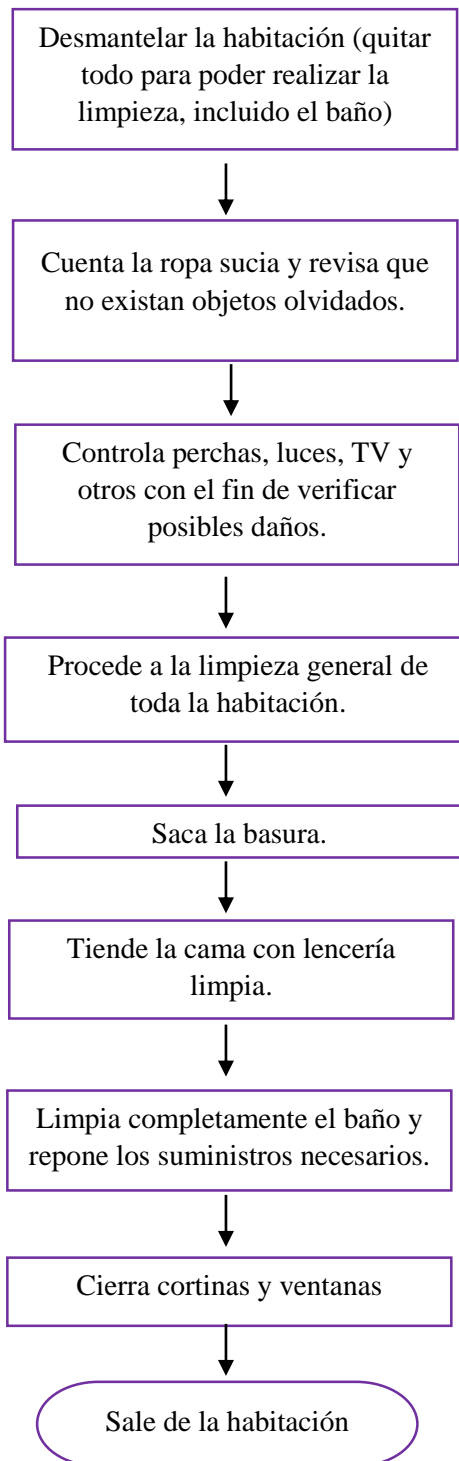 Desmantelar la habitación (quitar
todo para poder realizar la
limpieza, incluido el baño)
Cuenta la ropa sucia y revisa que
no existan objetos olvidados.
Controla perchas, luces, TV y
otros con el fin de verificar
posibles daños.
Procede a la limpieza general de
toda la habitación.
Saca la basura.
Tiende la cama con lencería
limpia.
Limpia completamente el baño y
repone los suministros necesarios.
Cierra cortinas y ventanas
Sale de la habitación